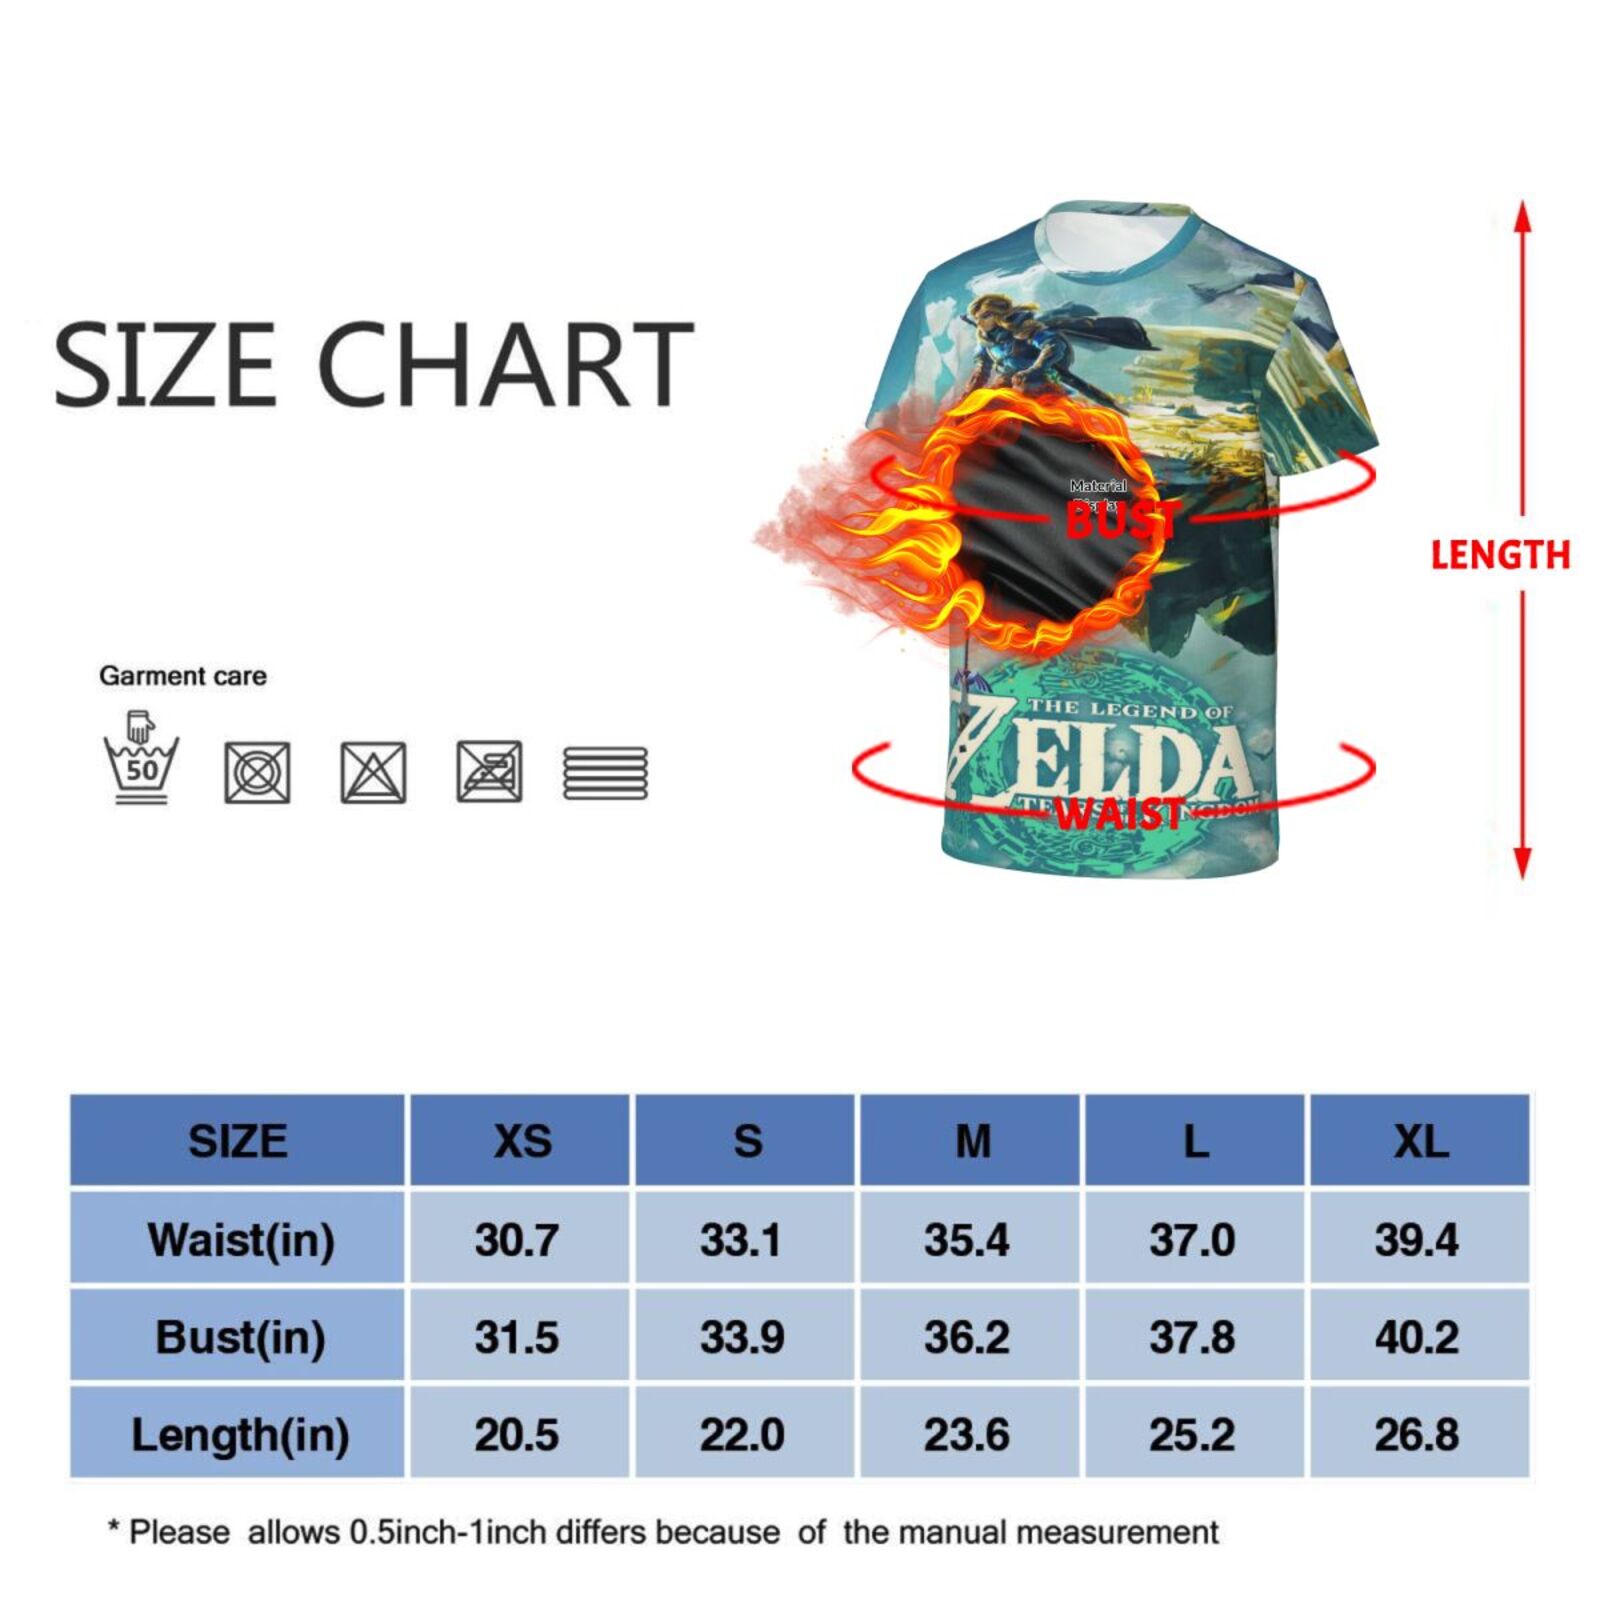 SIZE CHART
Material
Display
BUST
LENGTH
Garment care
50
THE LEGEND OF
ZELDA
WAIST
SIZE XS S M L XL
Waist(in) 30.7 33.1 35.4 37.0 39.4
Bust(in) 31.5 33.9 36.2 37.8 40.2
Length(in) 20.5 22.0 23.6 25.2 26.8
* Please allows 0.5inch-1inch differs because of the manual measurement